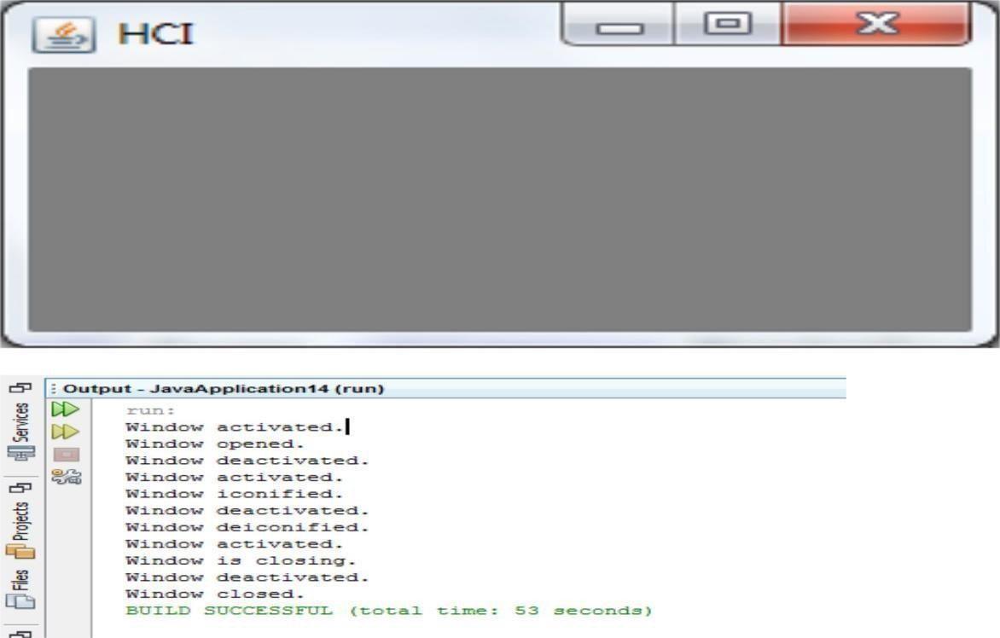 HCI
Output - JavaApplication14 (run)
Services
Projects
Files
run:
Window activated.
Window opened.
Window deactivated.
Window activated.
Window iconified.
Window deactivated.
Window deiconified.
Window activated.
Window is closing.
Window deactivated.
Window closed.
BUILD SUCCESSFUL (total time: 53 seconds)